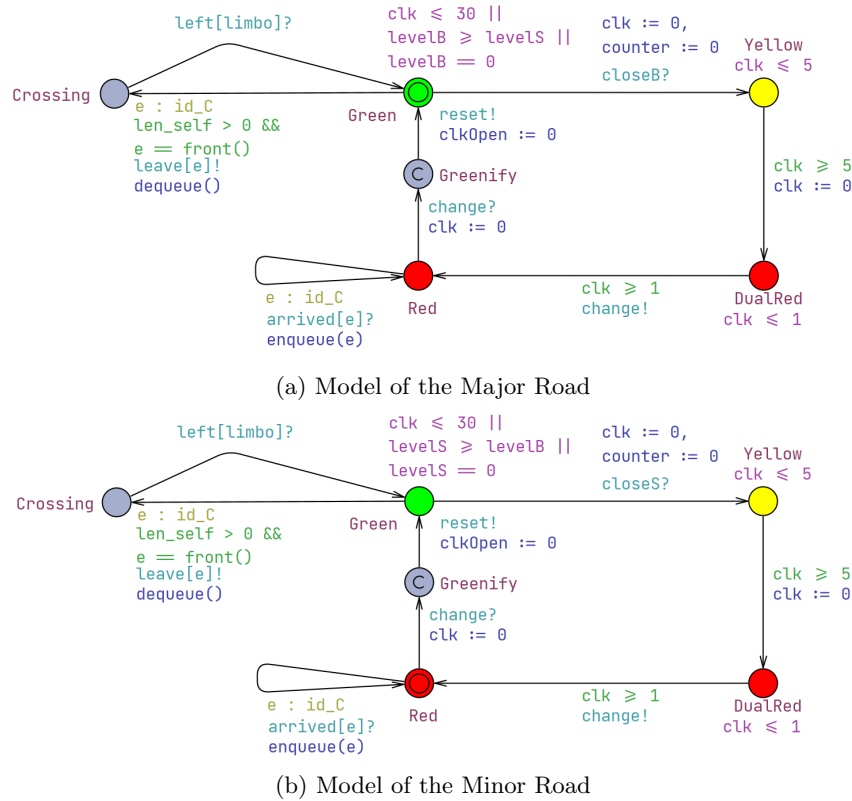 left[limbo]?
clk ⩽ 30 ||
levelB ⩾ levelS ||
levelB == 0
clk := 0,
counter := 0
closeB?
Yellow
clk ⩽ 5
Crossing
e : id_C
len_self > 0 &&
e == front()
leave[e]!
dequeue()
Green
reset!
clkOpen := 0
C
Greenify
clk ⩾ 5
clk := 0
change?
clk := 0
e : id_C
arrived[e]?
enqueue(e)
Red
clk ⩾ 1
change!
DualRed
clk ⩽ 1
(a) Model of the Major Road
left[limbo]?
clk ⩽ 30 ||
levelS ⩾ levelB ||
levelS == 0
clk := 0,
counter := 0
closeS?
Yellow
clk ⩽ 5
Crossing
e : id_C
len_self > 0 &&
e == front()
leave[e]!
dequeue()
Green
reset!
clkOpen := 0
C
Greenify
clk ⩾ 5
clk := 0
change?
clk := 0
e : id_C
arrived[e]?
enqueue(e)
Red
clk ⩾ 1
change!
DualRed
clk ⩽ 1
(b) Model of the Minor Road